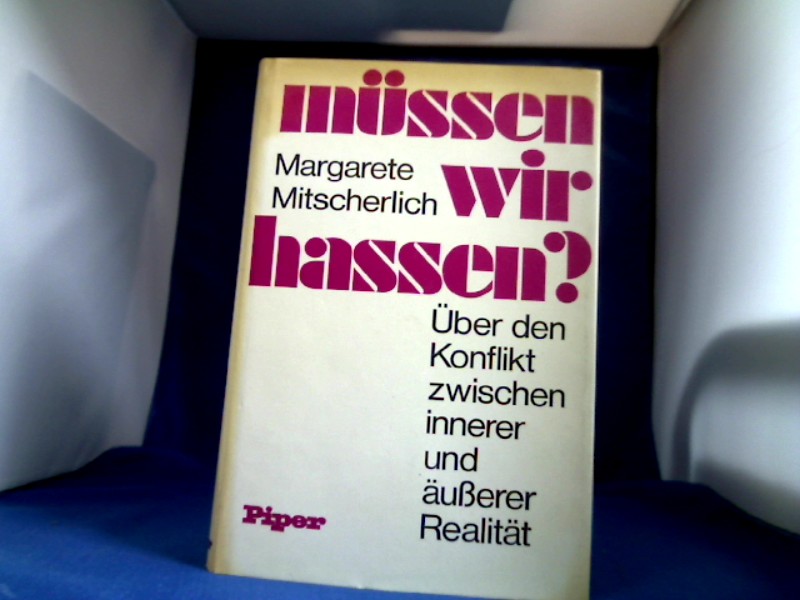 müssen
Margarete
Mitscherlich
wir
hassen?
Über den
Konflikt
zwischen
innerer
und
äußerer
Realität
Piper